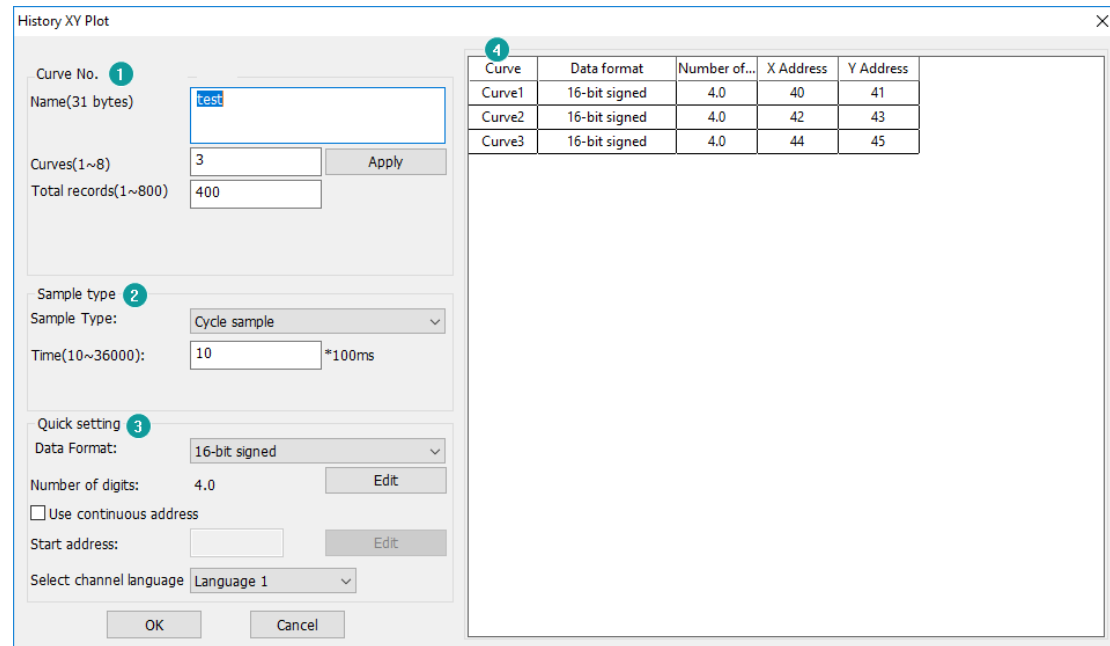 History XY Plot
Curve No. 1
Name(31 bytes) test
Curves(1~8) 3 Apply
Total records(1~800) 400
Sample type 2
Sample Type: Cycle sample
Time(10~36000): 10 *100ms
Quick setting 3
Data Format: 16-bit signed
Number of digits: 4.0 Edit
Use continuous address
Start address: Edit
Select channel language Language 1
OK Cancel
4
Curve Data format Number of... X Address Y Address
Curve1 16-bit signed 4.0 40 41
Curve2 16-bit signed 4.0 42 43
Curve3 16-bit signed 4.0 44 45